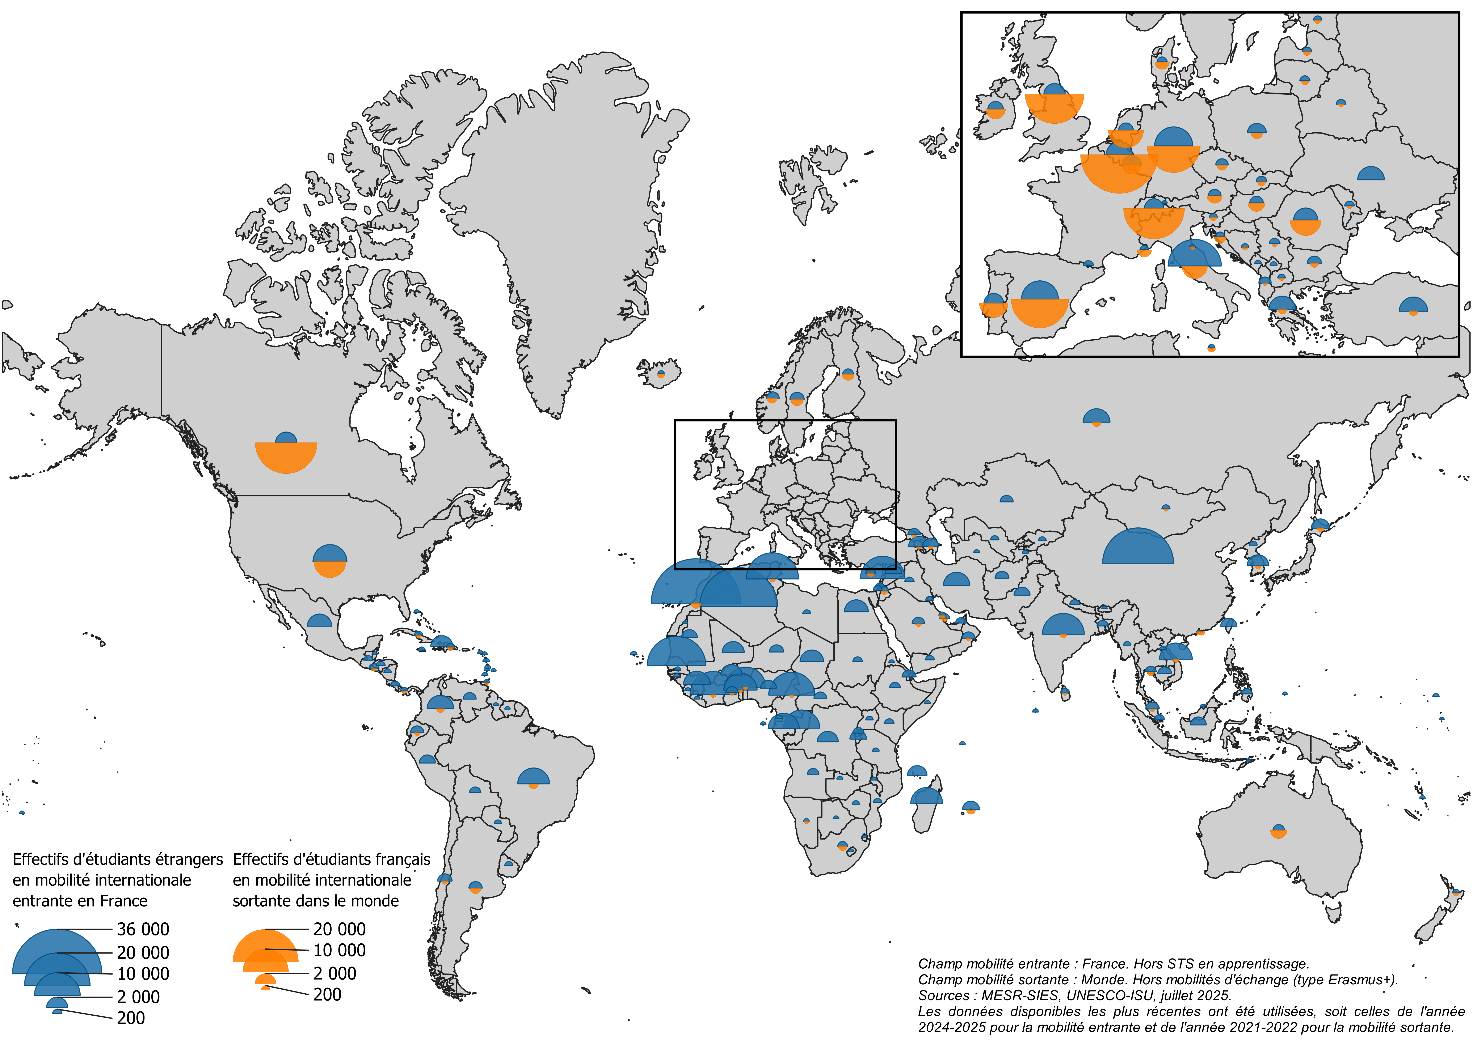 Effectifs d'étudiants étrangers
en mobilité internationale
entrante en France
36 000
20 000
10 000
2 000
200
Effectifs d'étudiants français
en mobilité internationale
sortante dans le monde
20 000
10 000
2 000
200
Champ mobilité entrante : France. Hors STS en apprentissage.
Champ mobilité sortante : Monde. Hors mobilités d'échange (type Erasmus+).
Sources : MESR-SIES, UNESCO-ISU, juillet 2025.
Les données disponibles les plus récentes ont été utilisées, soit celles de l'année
2024-2025 pour la mobilité entrante et de l'année 2021-2022 pour la mobilité sortante.